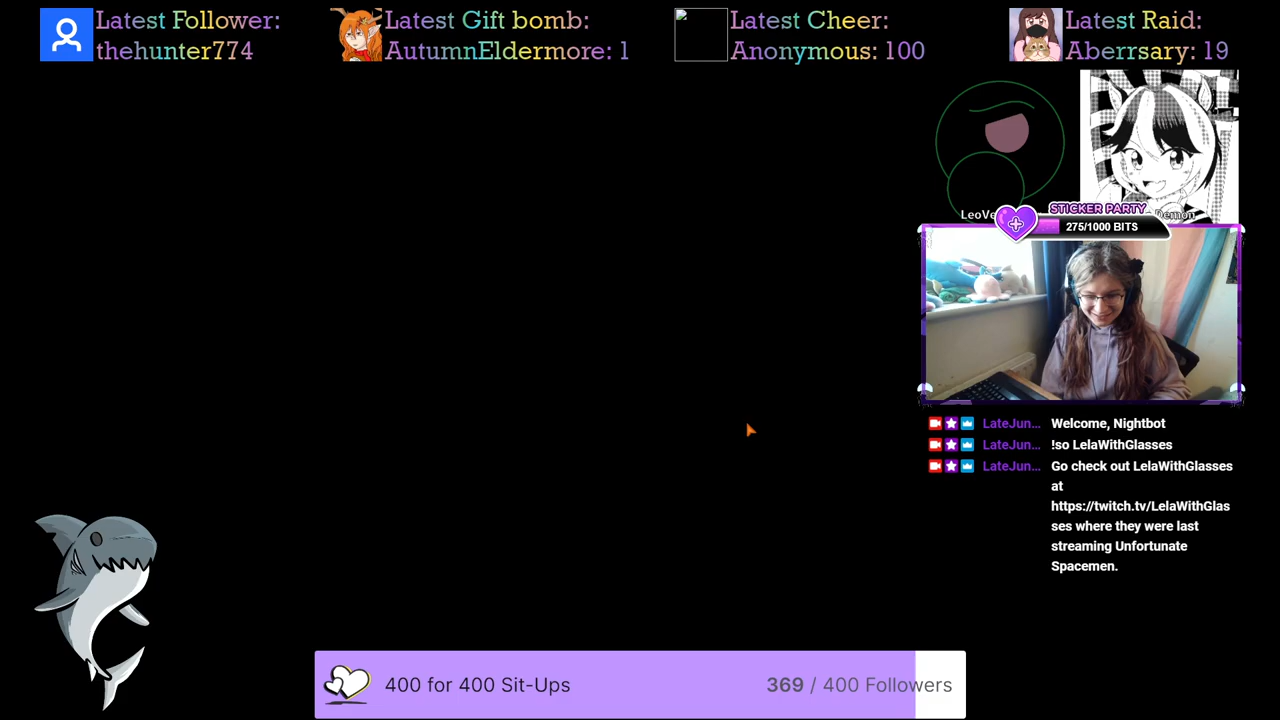 Latest Follower:
thehunter774
Latest Gift bomb:
AutumnEldermore: 1
Latest Cheer:
Anonymous: 100
Latest Raid:
Aberrsary: 19
STICKER PARTY
275/1000 BITS
LateJun... Welcome, Nightbot
LateJun... !so LelaWithGlasses
LateJun... Go check out LelaWithGlasses
at
https://twitch.tv/LelaWithGlas
ses where they were last
streaming Unfortunate
Spacemen.
400 for 400 Sit-Ups
369 / 400 Followers